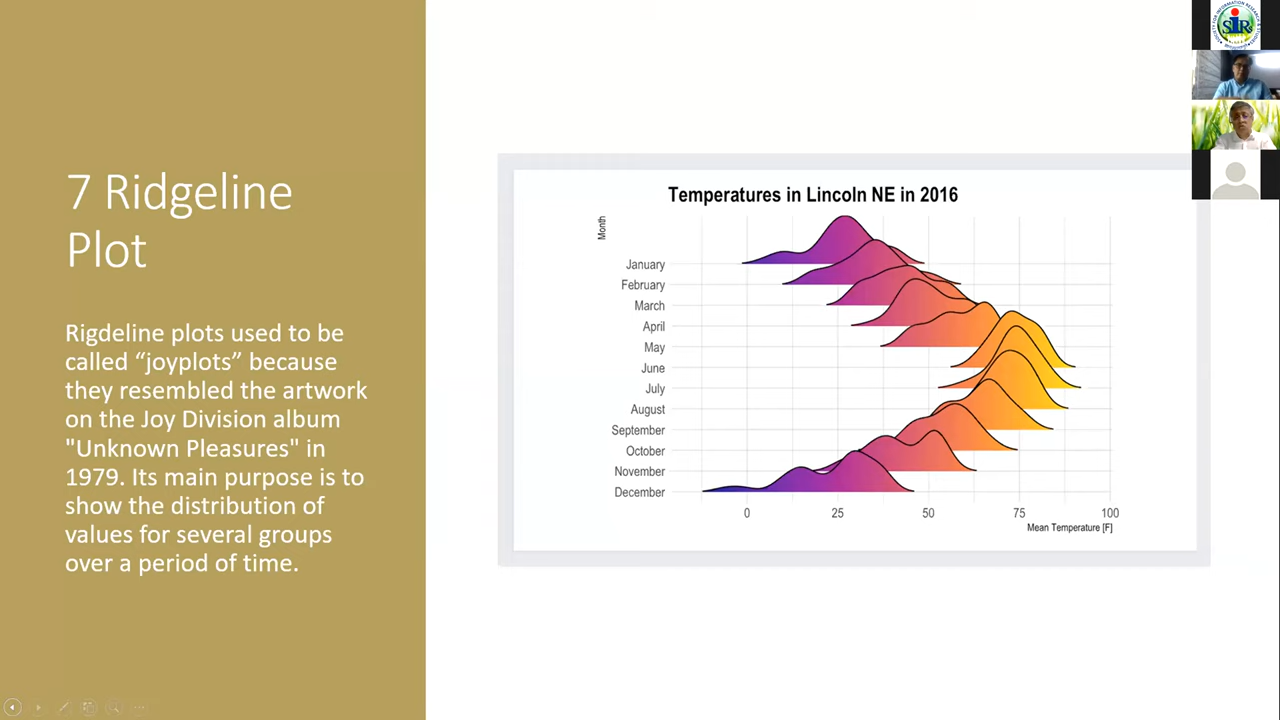 7 Ridgeline
Plot
Rigdeline plots used to be
called “joyplots” because
they resembled the artwork
on the Joy Division album
"Unknown Pleasures" in
1979. Its main purpose is to
show the distribution of
values for several groups
over a period of time.
Temperatures in Lincoln NE in 2016
Month
January
February
March
April
May
June
July
August
September
October
November
December
0 25 50 75 100
Mean Temperature [F]
SIRS